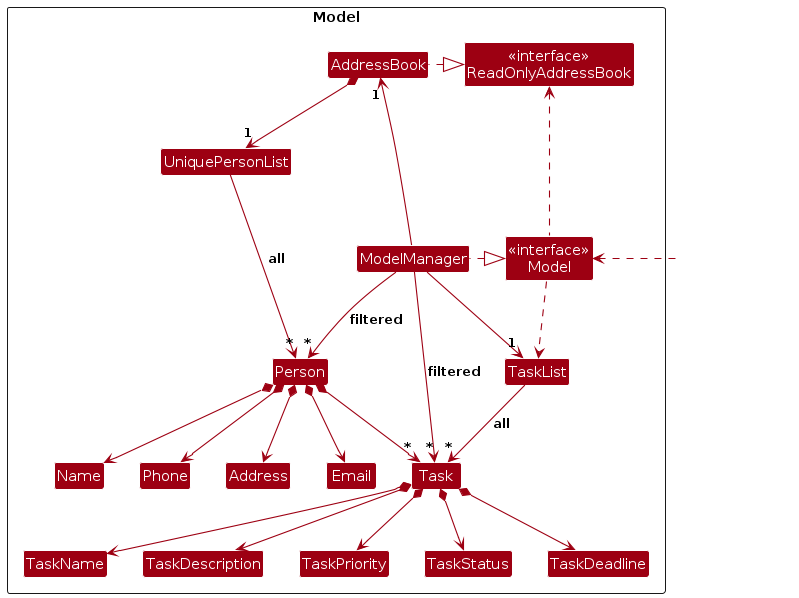 Model
AddressBook
«interface»
ReadOnlyAddressBook
1
1
UniquePersonList
all
ModelManager
«interface»
Model
filtered
filtered
1
* *
Person
TaskList
all
* * *
Name
Phone
Address
Email
Task
TaskName
TaskDescription
TaskPriority
TaskStatus
TaskDeadline